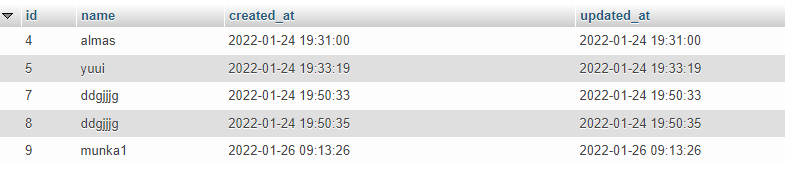 id name created_at updated_at
4 almas 2022-01-24 19:31:00 2022-01-24 19:31:00
5 yuui 2022-01-24 19:33:19 2022-01-24 19:33:19
7 ddgjjjg 2022-01-24 19:50:33 2022-01-24 19:50:33
8 ddgjjjg 2022-01-24 19:50:35 2022-01-24 19:50:35
9 munka1 2022-01-26 09:13:26 2022-01-26 09:13:26